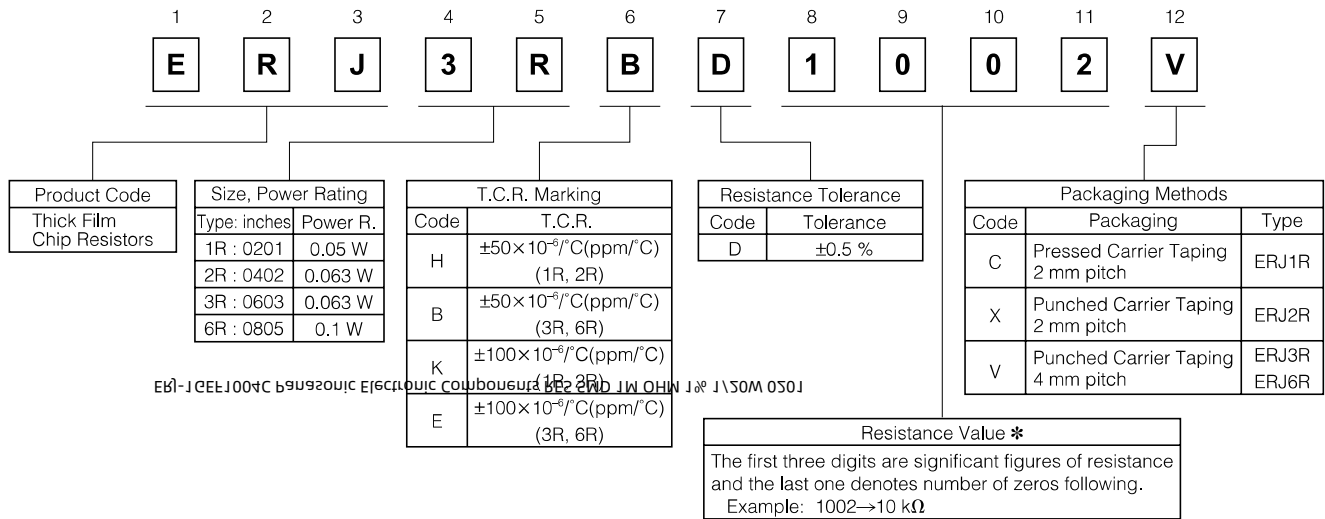 1 2 3 4 5 6 7 8 9 10 11 12
E R J 3 R B D 1 0 0 2 V
Product Code
Thick Film
Chip Resistors
Size, Power Rating
Type: inches Power R.
1R : 0201 0.05 W
2R : 0402 0.063 W
3R : 0603 0.063 W
6R : 0805 0.1 W
T.C.R. Marking
Code T.C.R.
H ±50×10⁻⁶/°C(ppm/°C)
(1R, 2R)
B ±50×10⁻⁶/°C(ppm/°C)
(3R, 6R)
K ±100×10⁻⁶/°C(ppm/°C)
(1R, 2R)
E ±100×10⁻⁶/°C(ppm/°C)
(3R, 6R)
ERJ-1GEF1004C Panasonic Electronic Components RES SMD 1M OHM 1% 1/20W 0201
Resistance Tolerance
Code Tolerance
D ±0.5 %
Packaging Methods
Code Packaging Type
C Pressed Carrier Taping
2 mm pitch ERJ1R
X Punched Carrier Taping
2 mm pitch ERJ2R
V Punched Carrier Taping
4 mm pitch ERJ3R
ERJ6R
Resistance Value *
The first three digits are significant figures of resistance
and the last one denotes number of zeros following.
Example: 1002→10 kΩ